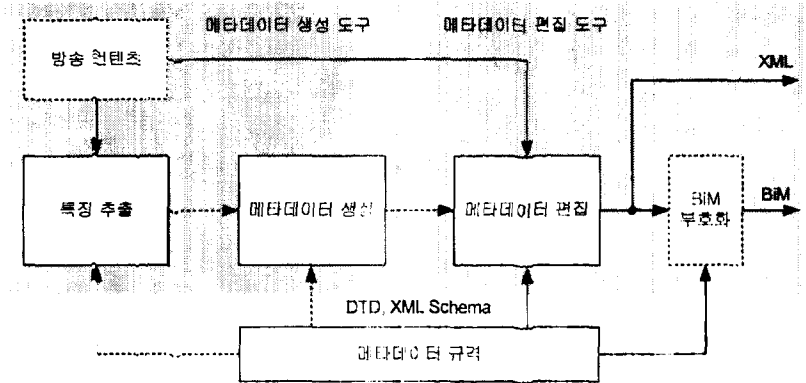 메타데이터 생성 도구
메타데이터 편집 도구
방송 컨텐츠
XML
특징 추출
메타데이터 생성
메타데이터 편집
BiM
부호화
BiM
DTD, XML Schema
메타데이터 규격